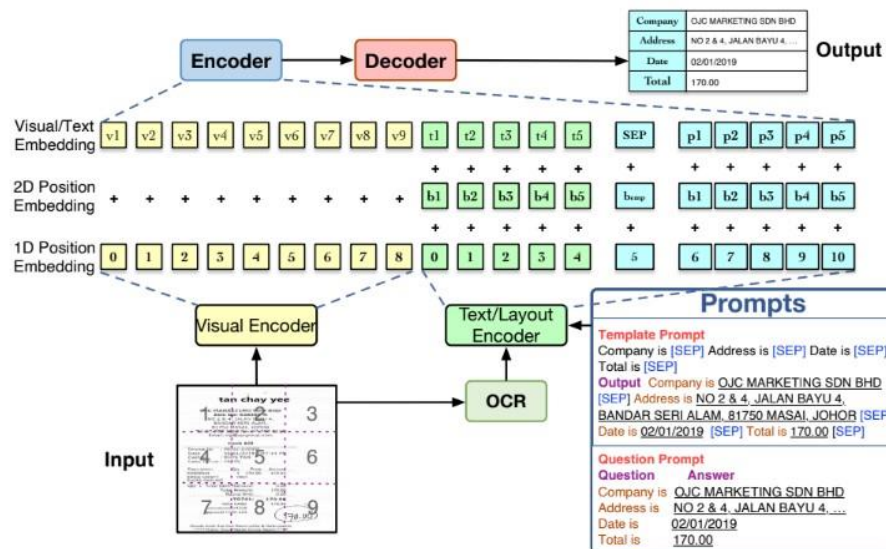 Company OJC MARKETING SDN BHD
Address NO 2 & 4, JALAN BAYU 4, ...
Date 02/01/2019
Total 170.00
Output
Encoder
Decoder
Visual/Text
Embedding
v1 v2 v3 v4 v5 v6 v7 v8 v9 t1 t2 t3 t4 t5 SEP p1 p2 p3 p4 p5
+ + + + + + + + + + +
2D Position
Embedding
+ + + + + + + + + b1 b2 b3 b4 b5 bemp b1 b2 b3 b4 b5
+ + + + + + + + + + +
1D Position
Embedding
0 1 2 3 4 5 6 7 8 0 1 2 3 4 5 6 7 8 9 10
Visual Encoder
Text/Layout
Encoder
OCR
Input
tan chay yee
1 2 3
4 5 6
7 8 9
Prompts
Template Prompt
Company is [SEP] Address is [SEP] Date is [SEP]
Total is [SEP]
Output Company is OJC MARKETING SDN BHD
[SEP] Address is NO 2 & 4, JALAN BAYU 4,
BANDAR SERI ALAM, 81750 MASAI, JOHOR [SEP]
Date is 02/01/2019 [SEP] Total is 170.00 [SEP]
Question Prompt
Question Answer
Company is OJC MARKETING SDN BHD
Address is NO 2 & 4, JALAN BAYU 4, ...
Date is 02/01/2019
Total is 170.00